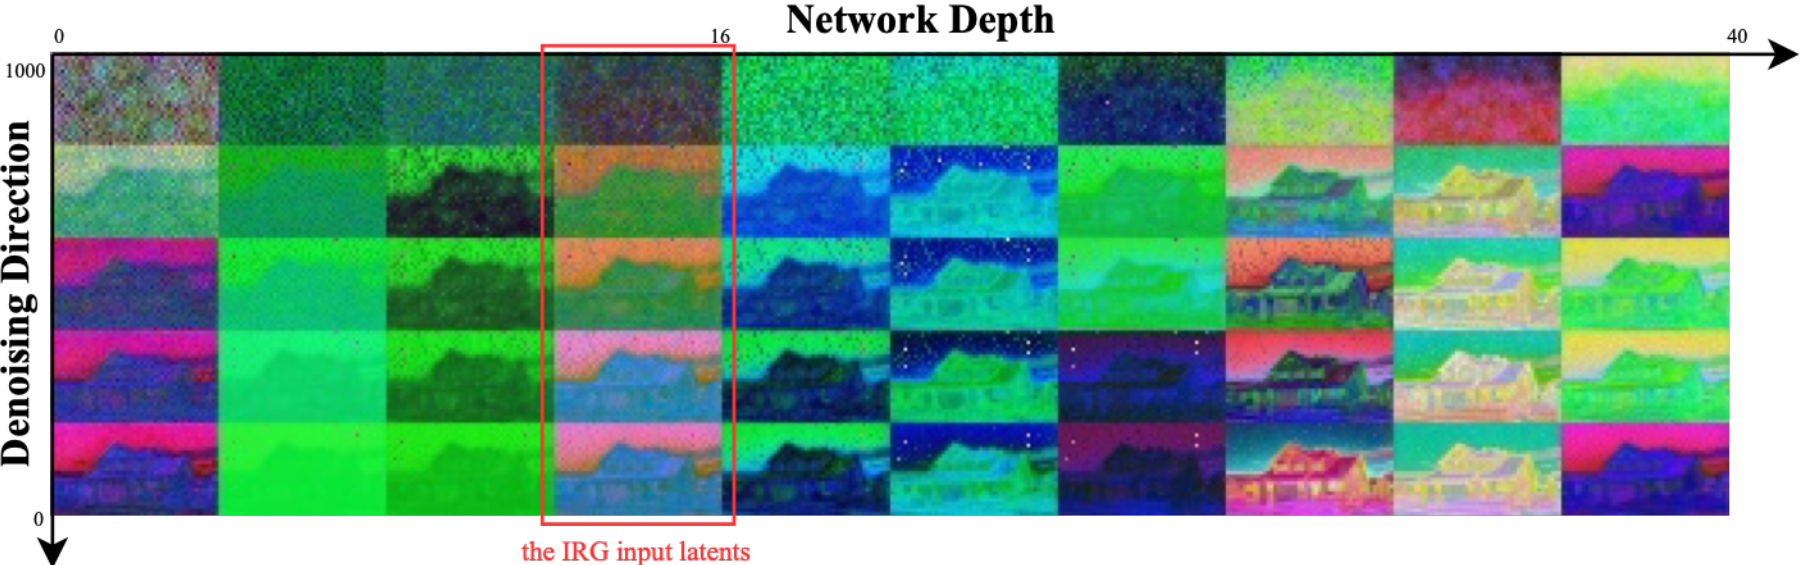 Network Depth
0
16
40
1000
Denoising Direction
0
the IRG input latents